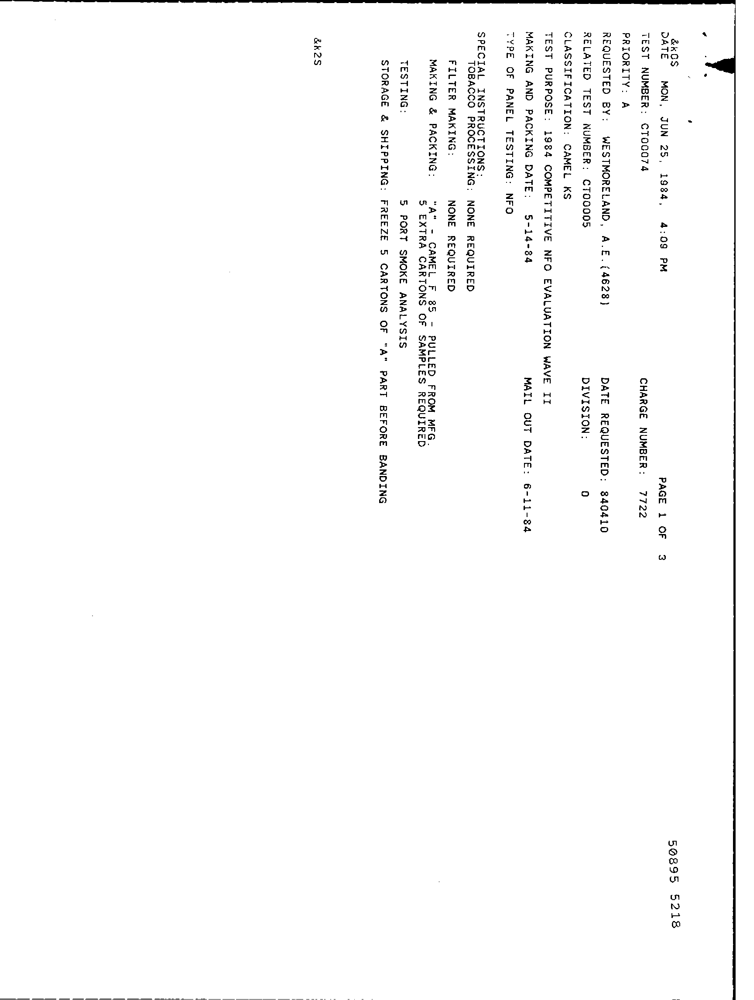 &k0S
DATE MON, JUN 25, 1984, 4:09 PM PAGE 1 OF 3
TEST NUMBER: CT00074 CHARGE NUMBER: 7722
PRIORITY: A
REQUESTED BY: WESTMORELAND, A.E.(4628) DATE REQUESTED: 840410
RELATED TEST NUMBER: CT00005 DIVISION: 0
CLASSIFICATION: CAMEL KS
TEST PURPOSE: 1984 COMPETITIVE NFO EVALUATION WAVE II
MAKING AND PACKING DATE: 5-14-84 MAIL OUT DATE: 6-11-84
TYPE OF PANEL TESTING: NFO
SPECIAL INSTRUCTIONS:
TOBACCO PROCESSING: NONE REQUIRED
FILTER MAKING: NONE REQUIRED
MAKING & PACKING: "A" - CAMEL F 85 - PULLED FROM MFG.
5 EXTRA CARTONS OF SAMPLES REQUIRED
TESTING: 5 PORT SMOKE ANALYSIS
STORAGE & SHIPPING: FREEZE 5 CARTONS OF "A" PART BEFORE BANDING
&k2S
50895 5218